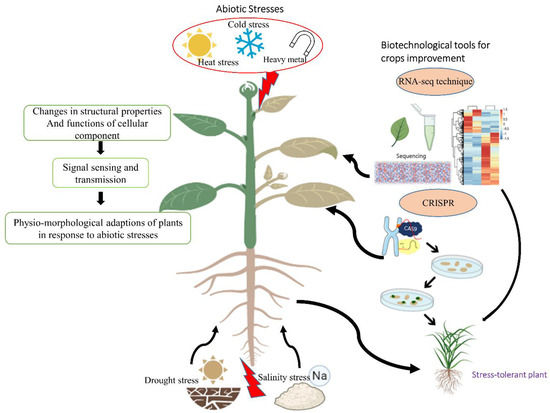 Abiotic Stresses
Cold stress
Heat stress
Heavy metal
Changes in structural properties
And functions of cellular
component
Signal sensing and
transmission
Physio-morphological adaptions of plants
in response to abiotic stresses
Drought stress
Salinity stress
Na
Biotechnological tools for
crops improvement
RNA-seq technique
Sequencing
CRISPR
CAS9
Stress-tolerant plant